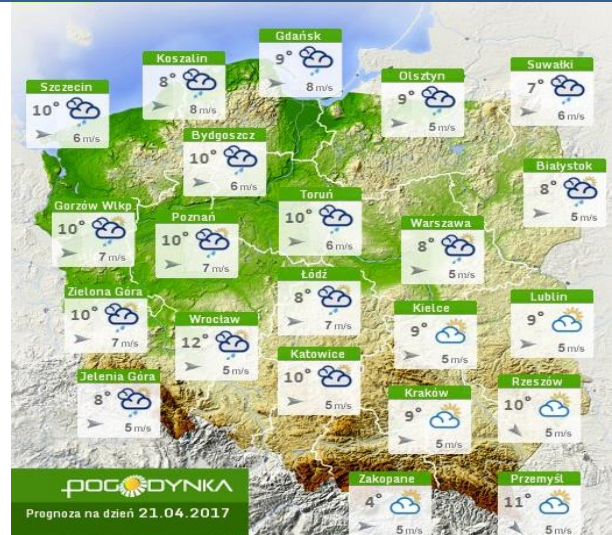 Gdańsk
9°
8 m/s
Koszalin
8°
8 m/s
Szczecin
10°
6 m/s
Olsztyn
9°
5 m/s
Suwałki
7°
6 m/s
Bydgoszcz
10°
6 m/s
Białystok
8°
5 m/s
Gorzów Wlkp
10°
7 m/s
Poznań
10°
7 m/s
Toruń
10°
6 m/s
Warszawa
8°
5 m/s
Zielona Góra
10°
7 m/s
Łódź
8°
7 m/s
Wrocław
12°
5 m/s
Kielce
9°
5 m/s
Lublin
9°
5 m/s
Jelenia Góra
8°
5 m/s
Katowice
10°
5 m/s
Kraków
9°
5 m/s
Rzeszów
10°
5 m/s
Zakopane
4°
5 m/s
Przemyśl
11°
5 m/s
POGODYNKA
Prognoza na dzień 21.04.2017